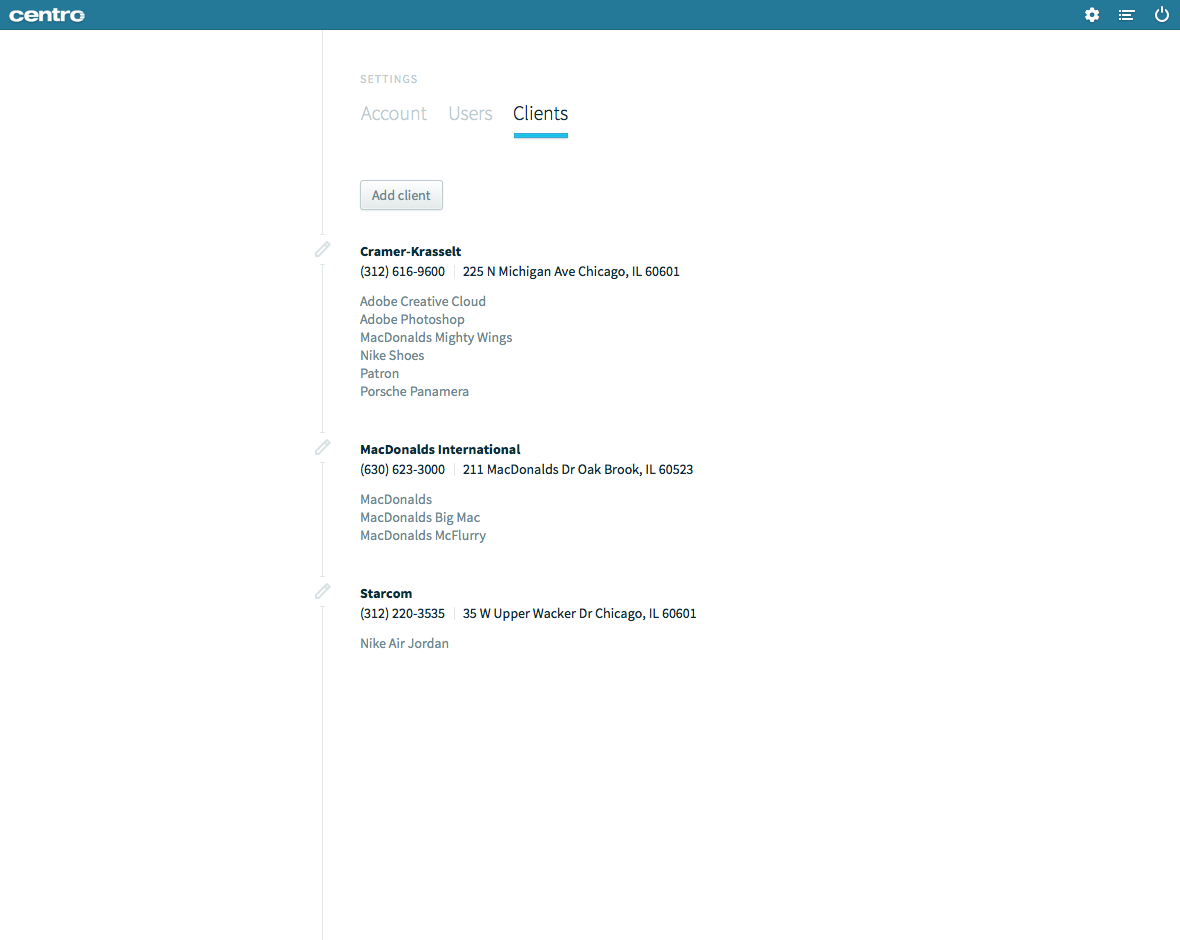 centro
SETTINGS
Account Users Clients
Add client
Cramer-Krasselt
(312) 616-9600 225 N Michigan Ave Chicago, IL 60601
Adobe Creative Cloud
Adobe Photoshop
MacDonalds Mighty Wings
Nike Shoes
Patron
Porsche Panamera
MacDonalds International
(630) 623-3000 211 MacDonalds Dr Oak Brook, IL 60523
MacDonalds
MacDonalds Big Mac
MacDonalds McFlurry
Starcom
(312) 220-3535 35 W Upper Wacker Dr Chicago, IL 60601
Nike Air Jordan